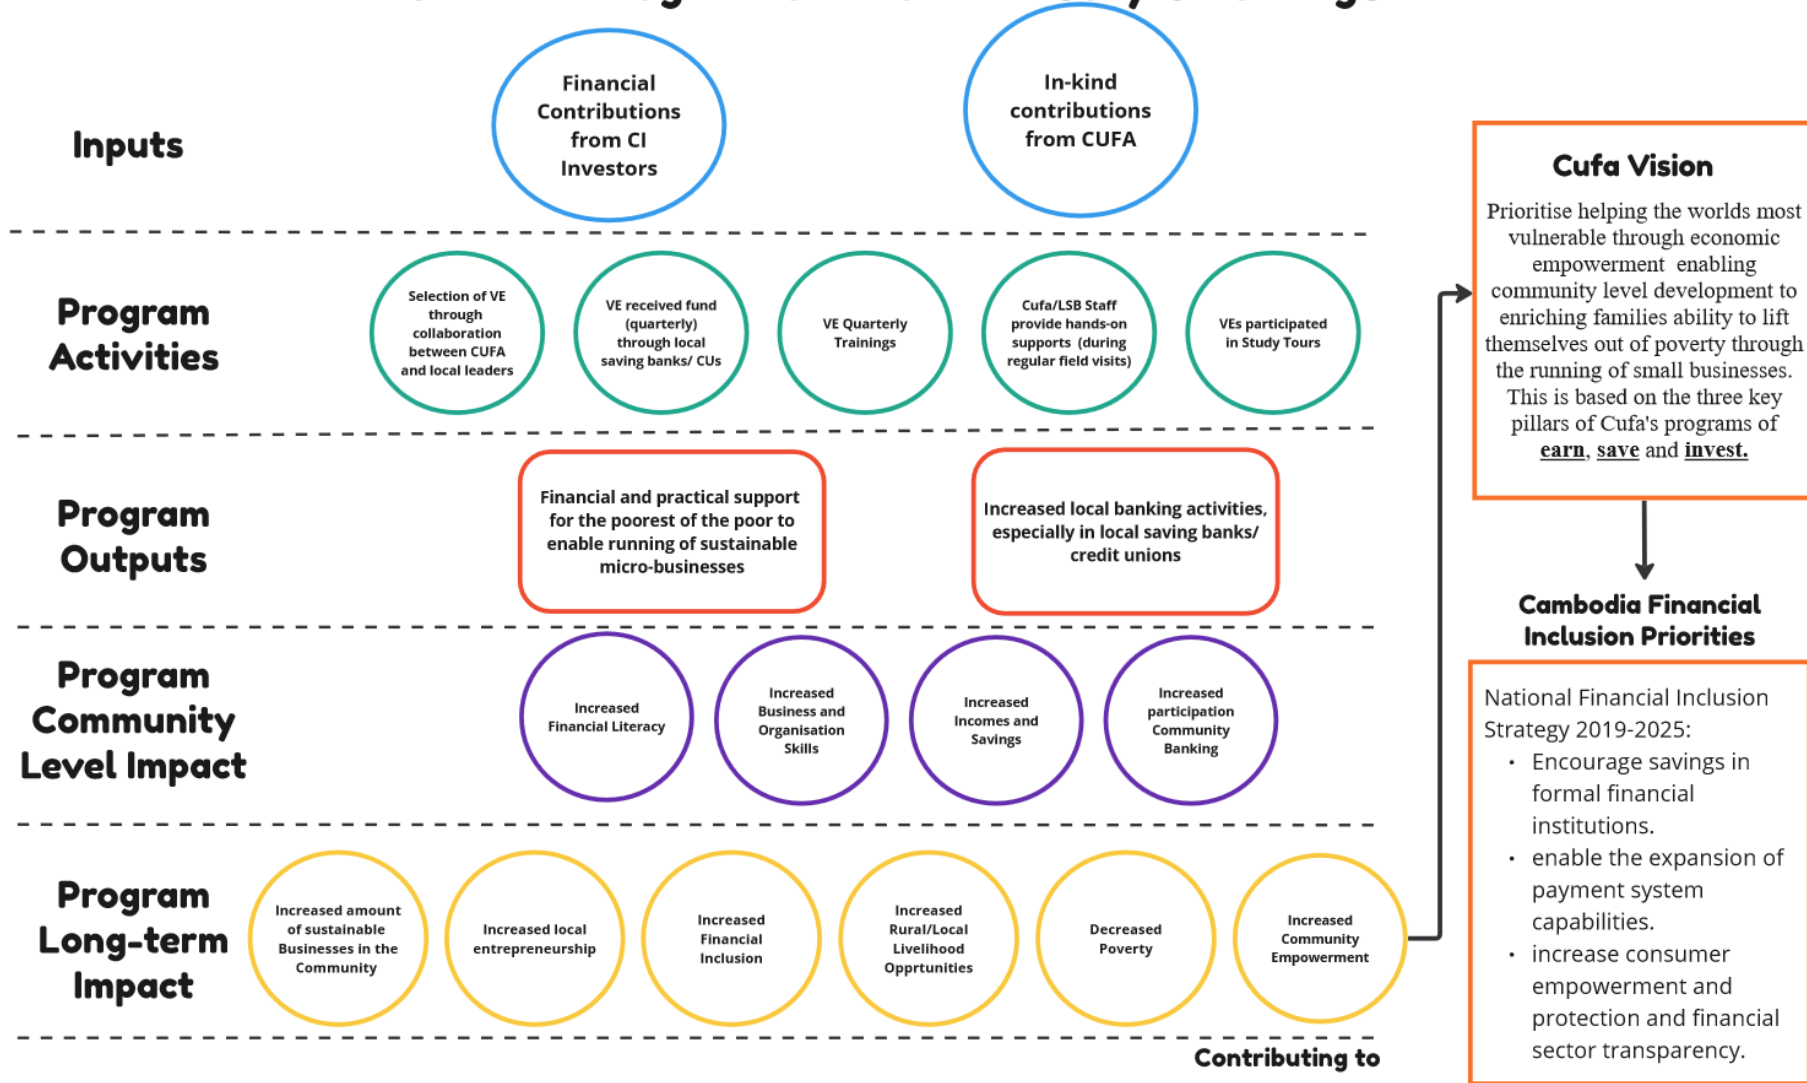 Inputs
Financial
Contributions
from CI
Investors
In-kind
contributions
from CUFA
Program
Activities
Selection of VE
through
collaboration
between CUFA
and local leaders
VE received fund
(quarterly)
through local
saving banks/ CUs
VE Quarterly
Trainings
Cufa/LSB Staff
provide hands-on
supports (during
regular field visits)
VEs participated
in Study Tours
Program
Outputs
Financial and practical support
for the poorest of the poor to
enable running of sustainable
micro-businesses
Increased local banking activities,
especially in local saving banks/
credit unions
Program
Community
Level Impact
Increased
Financial Literacy
Increased
Business and
Organisation
Skills
Increased
Incomes and
Savings
Increased
participation
Community
Banking
Program
Long-term
Impact
Increased amount
of sustainable
Businesses in the
Community
Increased local
entrepreneurship
Increased
Financial
Inclusion
Increased
Rural/Local
Livelihood
Opprtunities
Decreased
Poverty
Increased
Community
Empowerment
Contributing to
Cufa Vision
Prioritise helping the worlds most
vulnerable through economic
empowerment enabling
community level development to
enriching families ability to lift
themselves out of poverty through
the running of small businesses.
This is based on the three key
pillars of Cufa's programs of
earn, save and invest.
Cambodia Financial
Inclusion Priorities
National Financial Inclusion
Strategy 2019-2025:
• Encourage savings in
formal financial
institutions.
• enable the expansion of
payment system
capabilities.
• increase consumer
empowerment and
protection and financial
sector transparency.